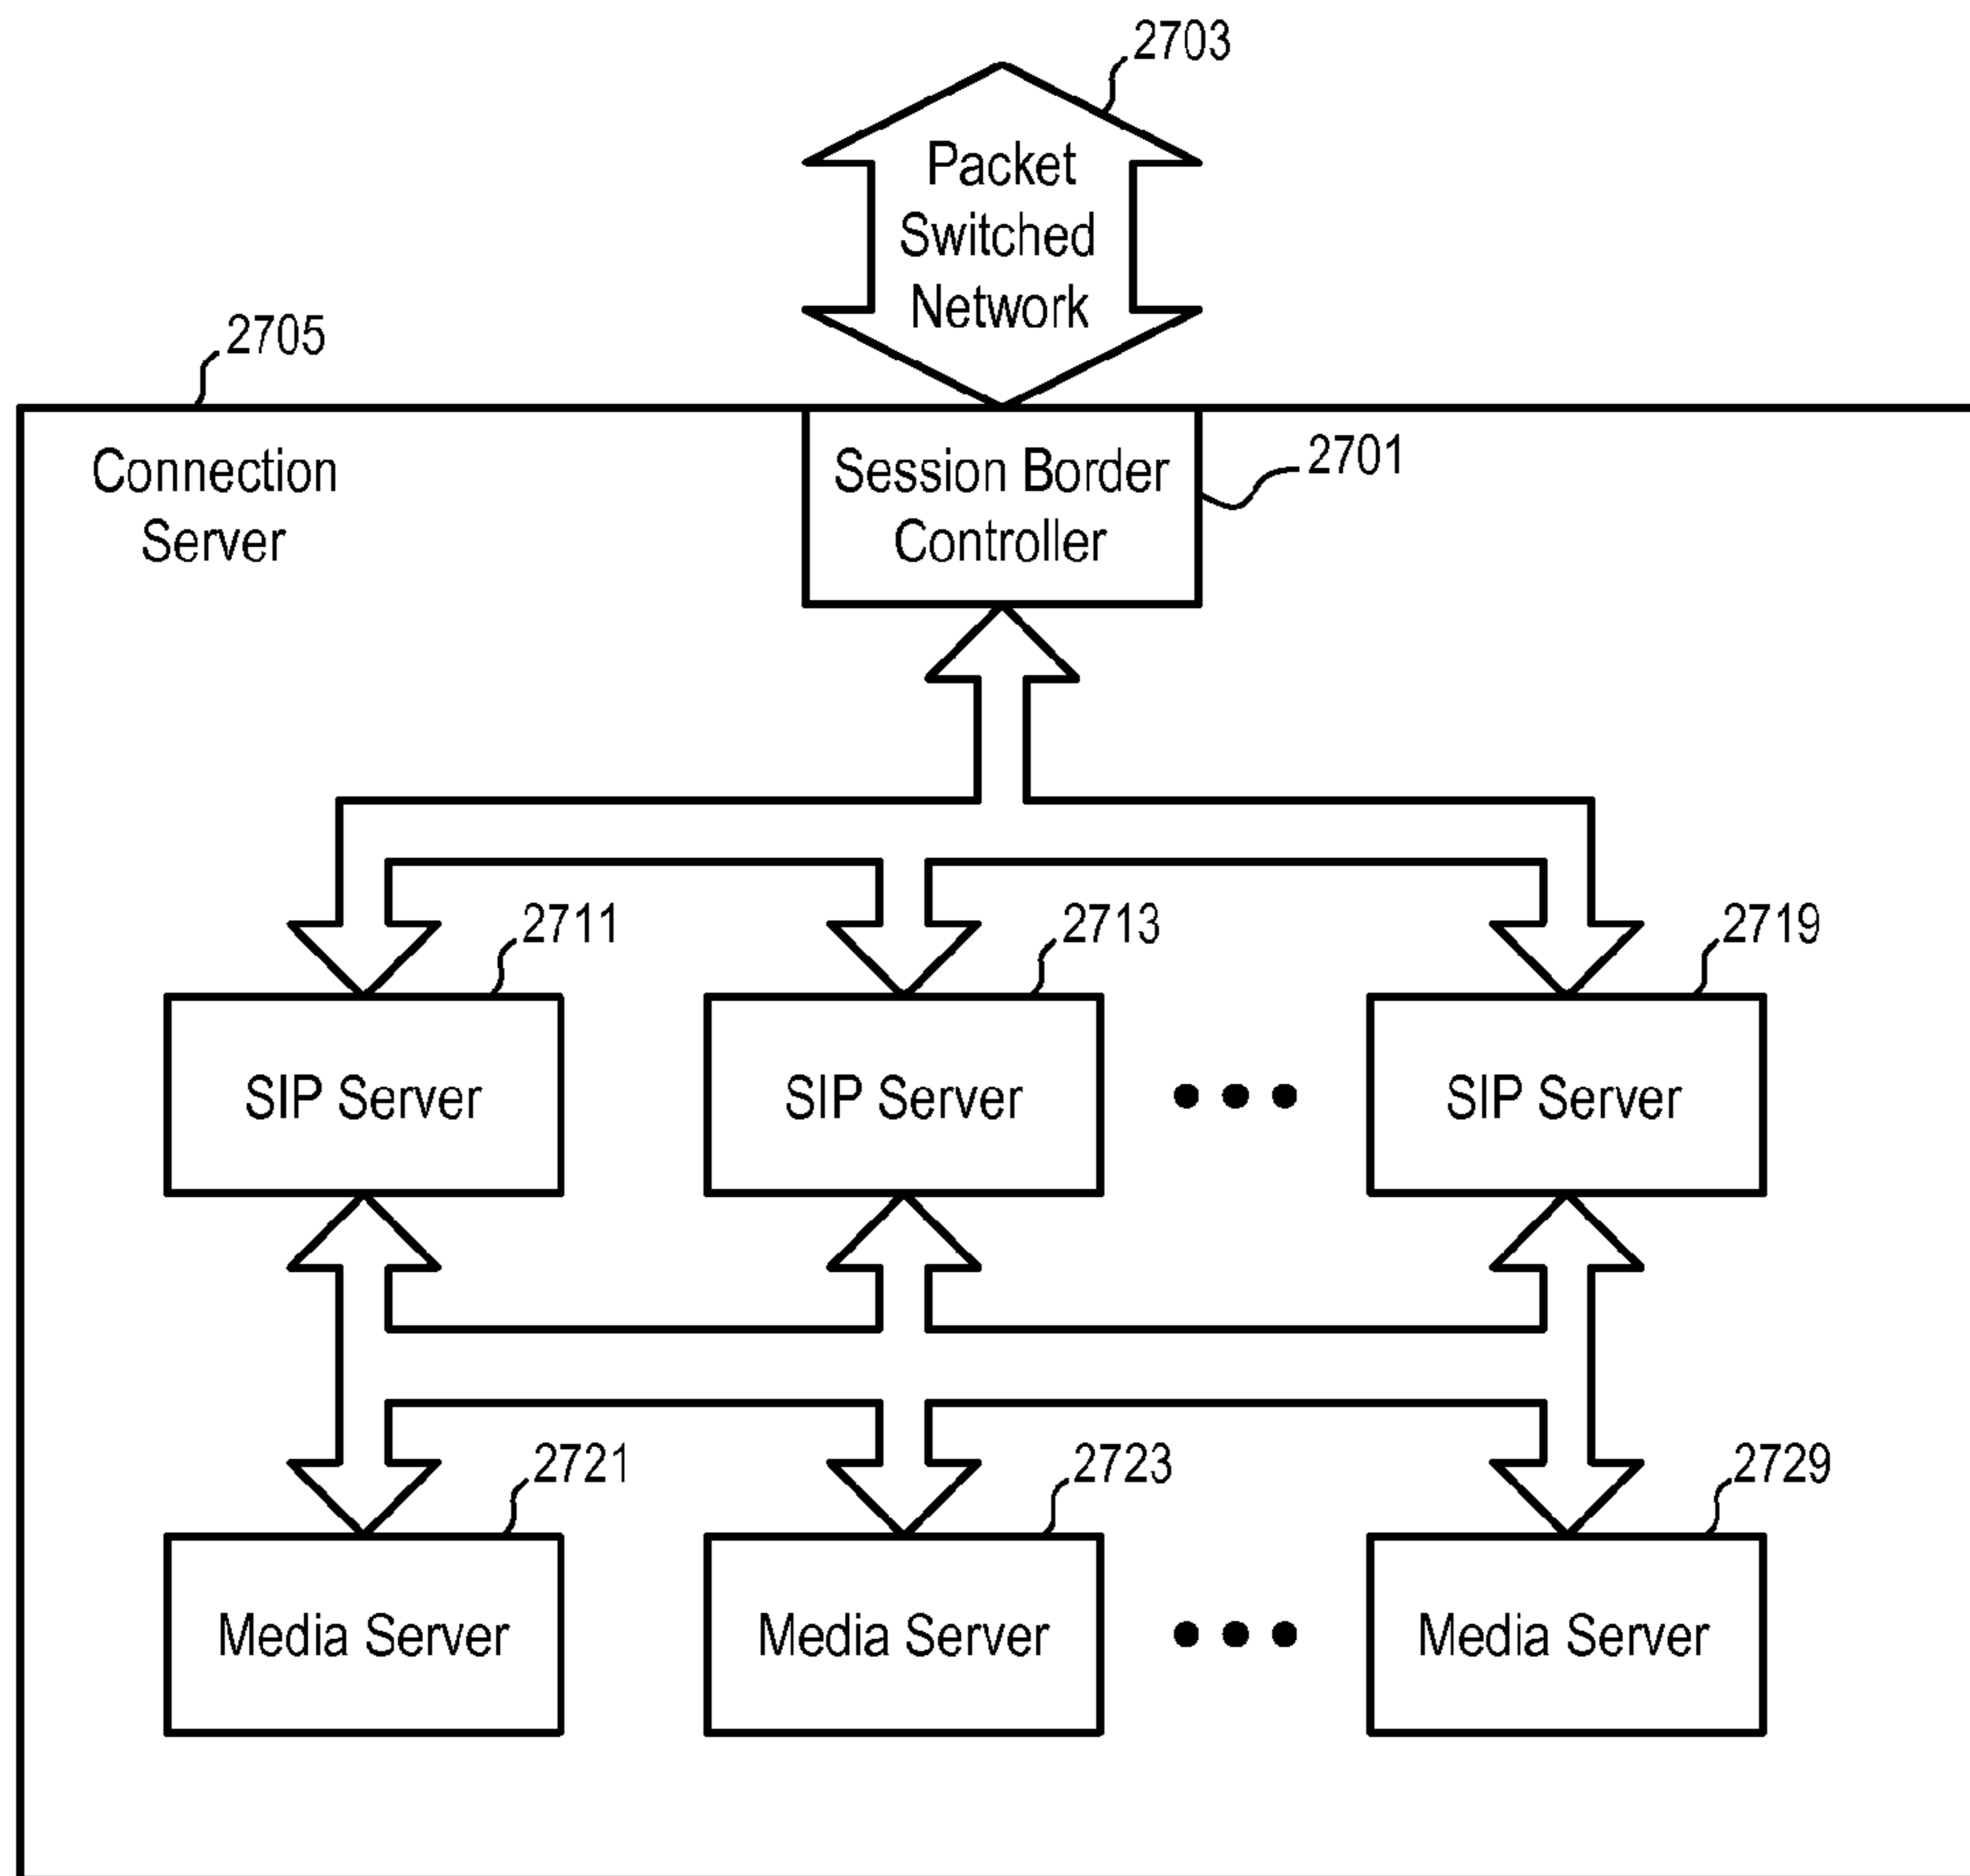 2703
Packet
Switched
Network
2705
Connection
Server
Session Border
Controller
2701
2711
2713
2719
SIP Server
SIP Server
SIP Server
2721
2723
2729
Media Server
Media Server
Media Server